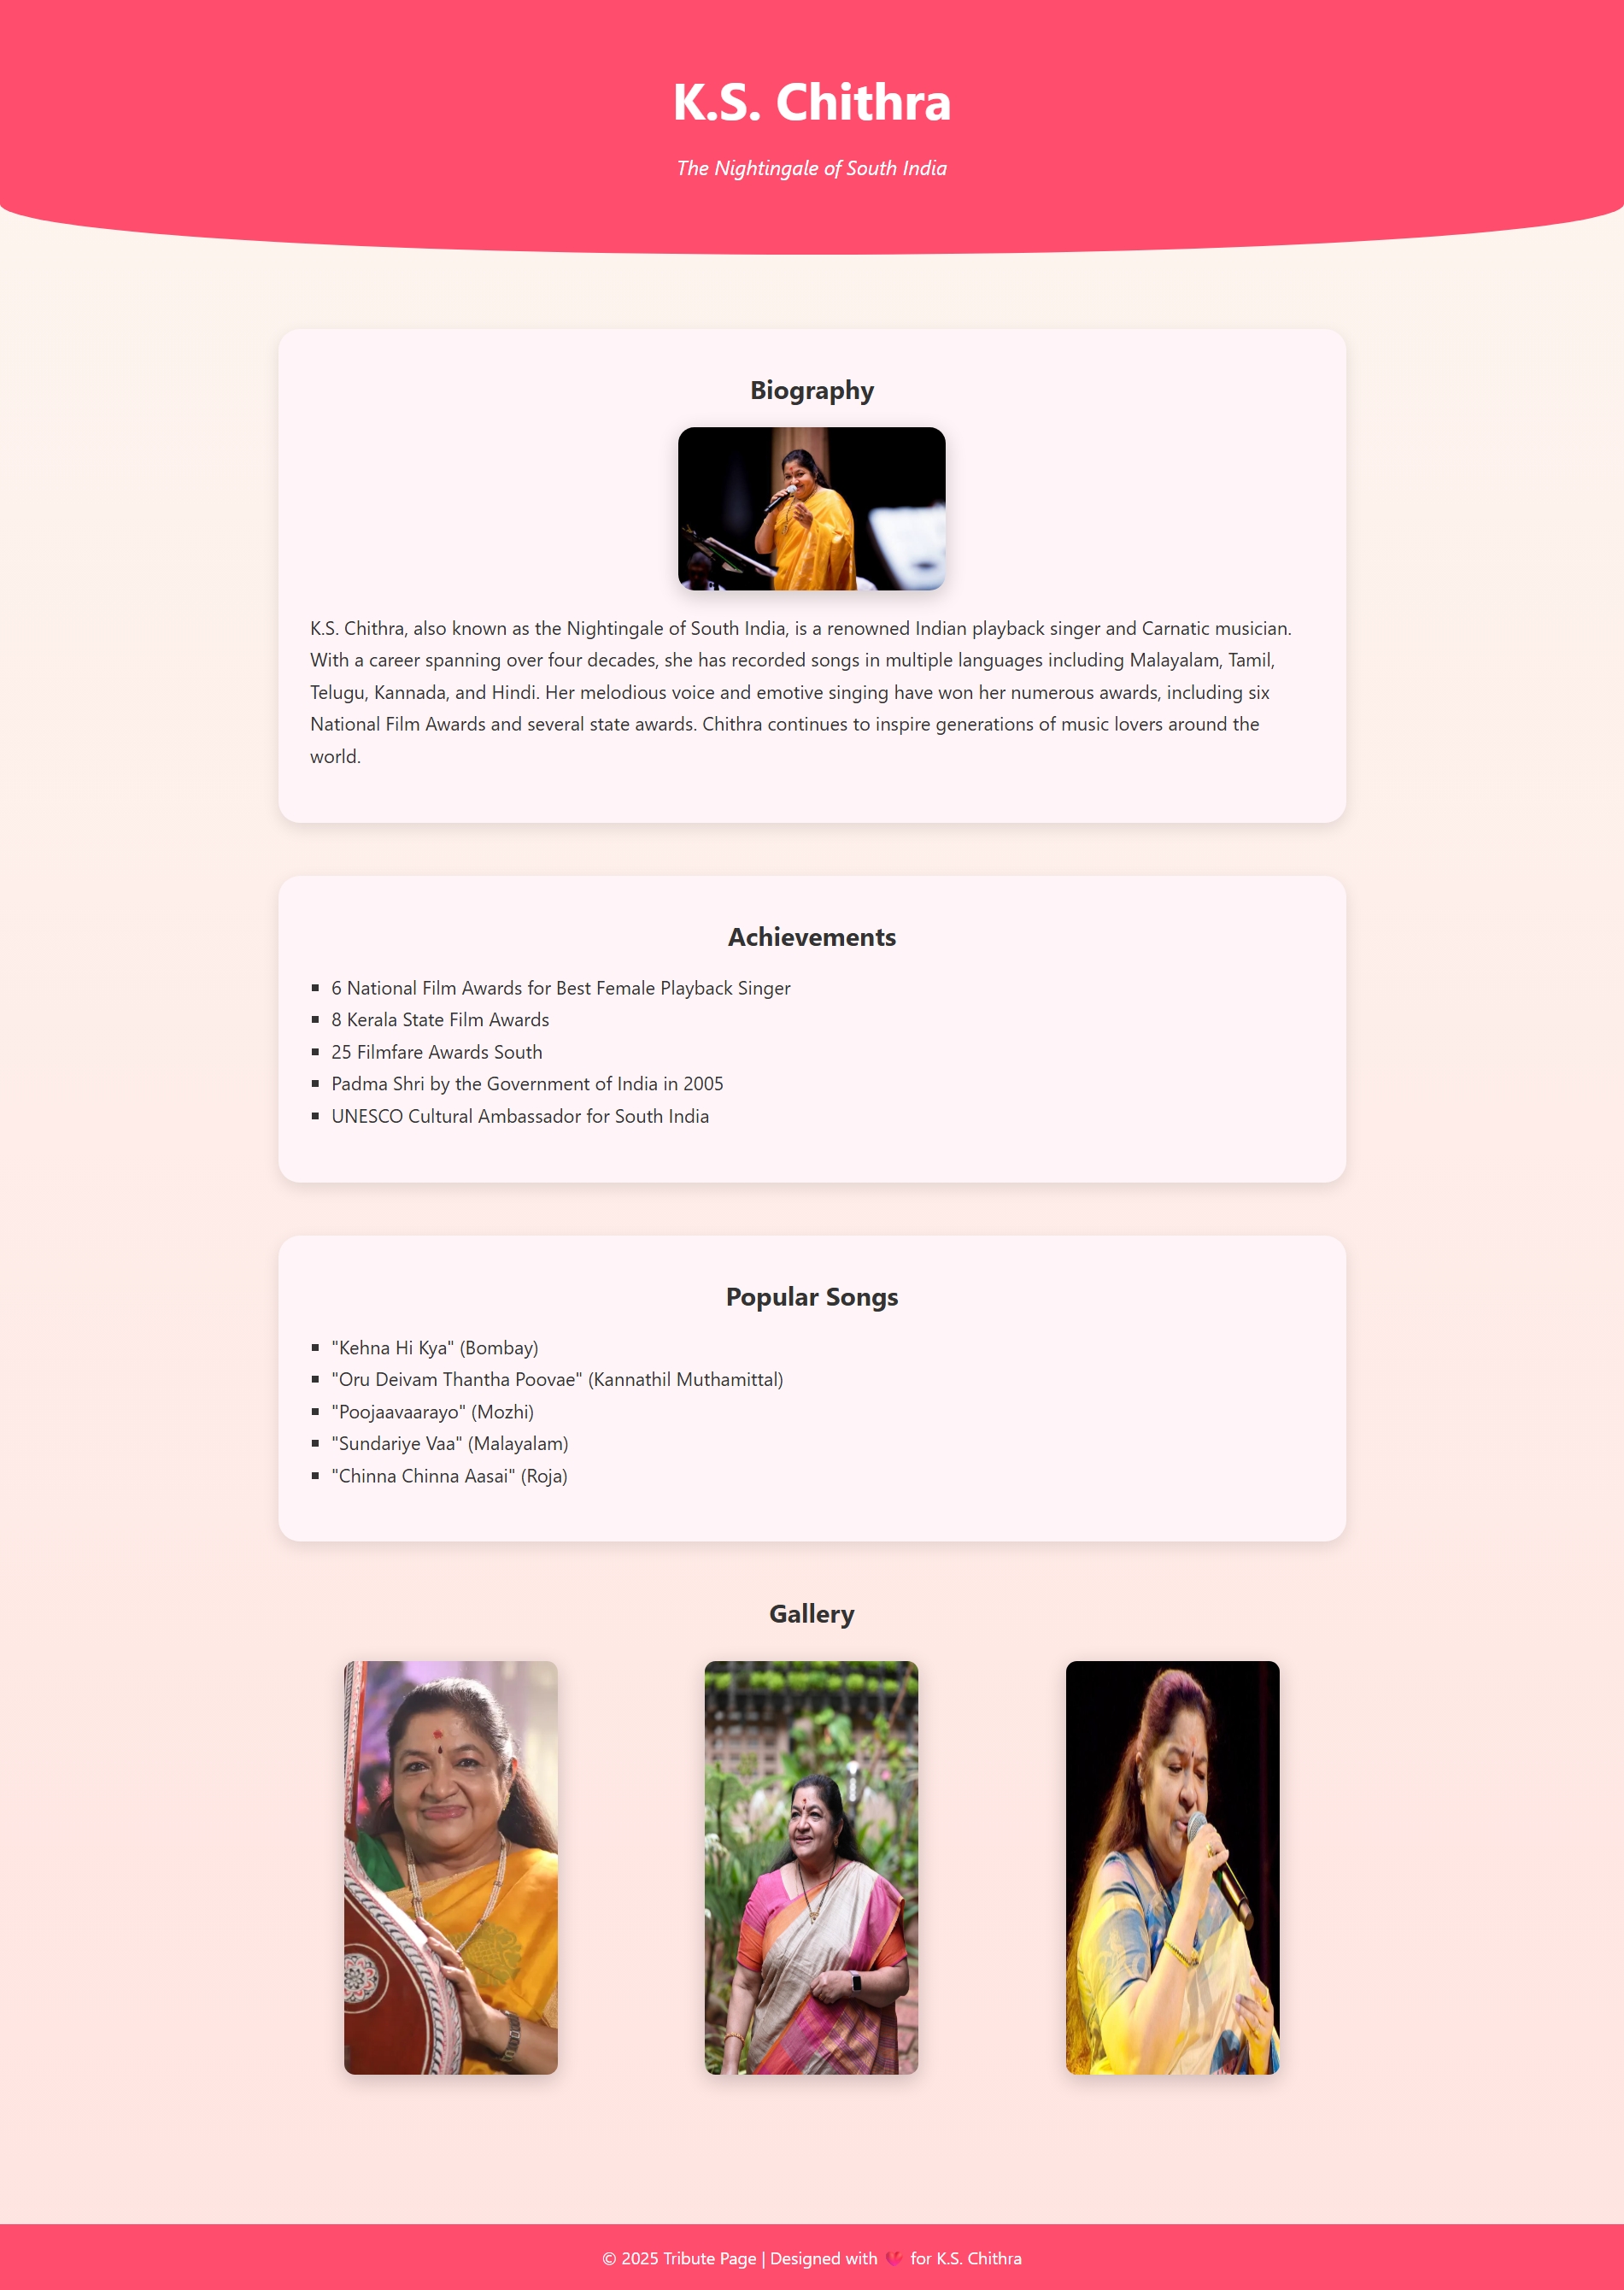 K.S. Chithra
The Nightingale of South India
Biography
K.S. Chithra, also known as the Nightingale of South India, is a renowned Indian playback singer and Carnatic musician.
With a career spanning over four decades, she has recorded songs in multiple languages including Malayalam, Tamil,
Telugu, Kannada, and Hindi. Her melodious voice and emotive singing have won her numerous awards, including six
National Film Awards and several state awards. Chithra continues to inspire generations of music lovers around the
world.
Achievements
▪ 6 National Film Awards for Best Female Playback Singer
▪ 8 Kerala State Film Awards
▪ 25 Filmfare Awards South
▪ Padma Shri by the Government of India in 2005
▪ UNESCO Cultural Ambassador for South India
Popular Songs
▪ "Kehna Hi Kya" (Bombay)
▪ "Oru Deivam Thantha Poovae" (Kannathil Muthamittal)
▪ "Poojaavaarayo" (Mozhi)
▪ "Sundariye Vaa" (Malayalam)
▪ "Chinna Chinna Aasai" (Roja)
Gallery
© 2025 Tribute Page | Designed with 💖 for K.S. Chithra